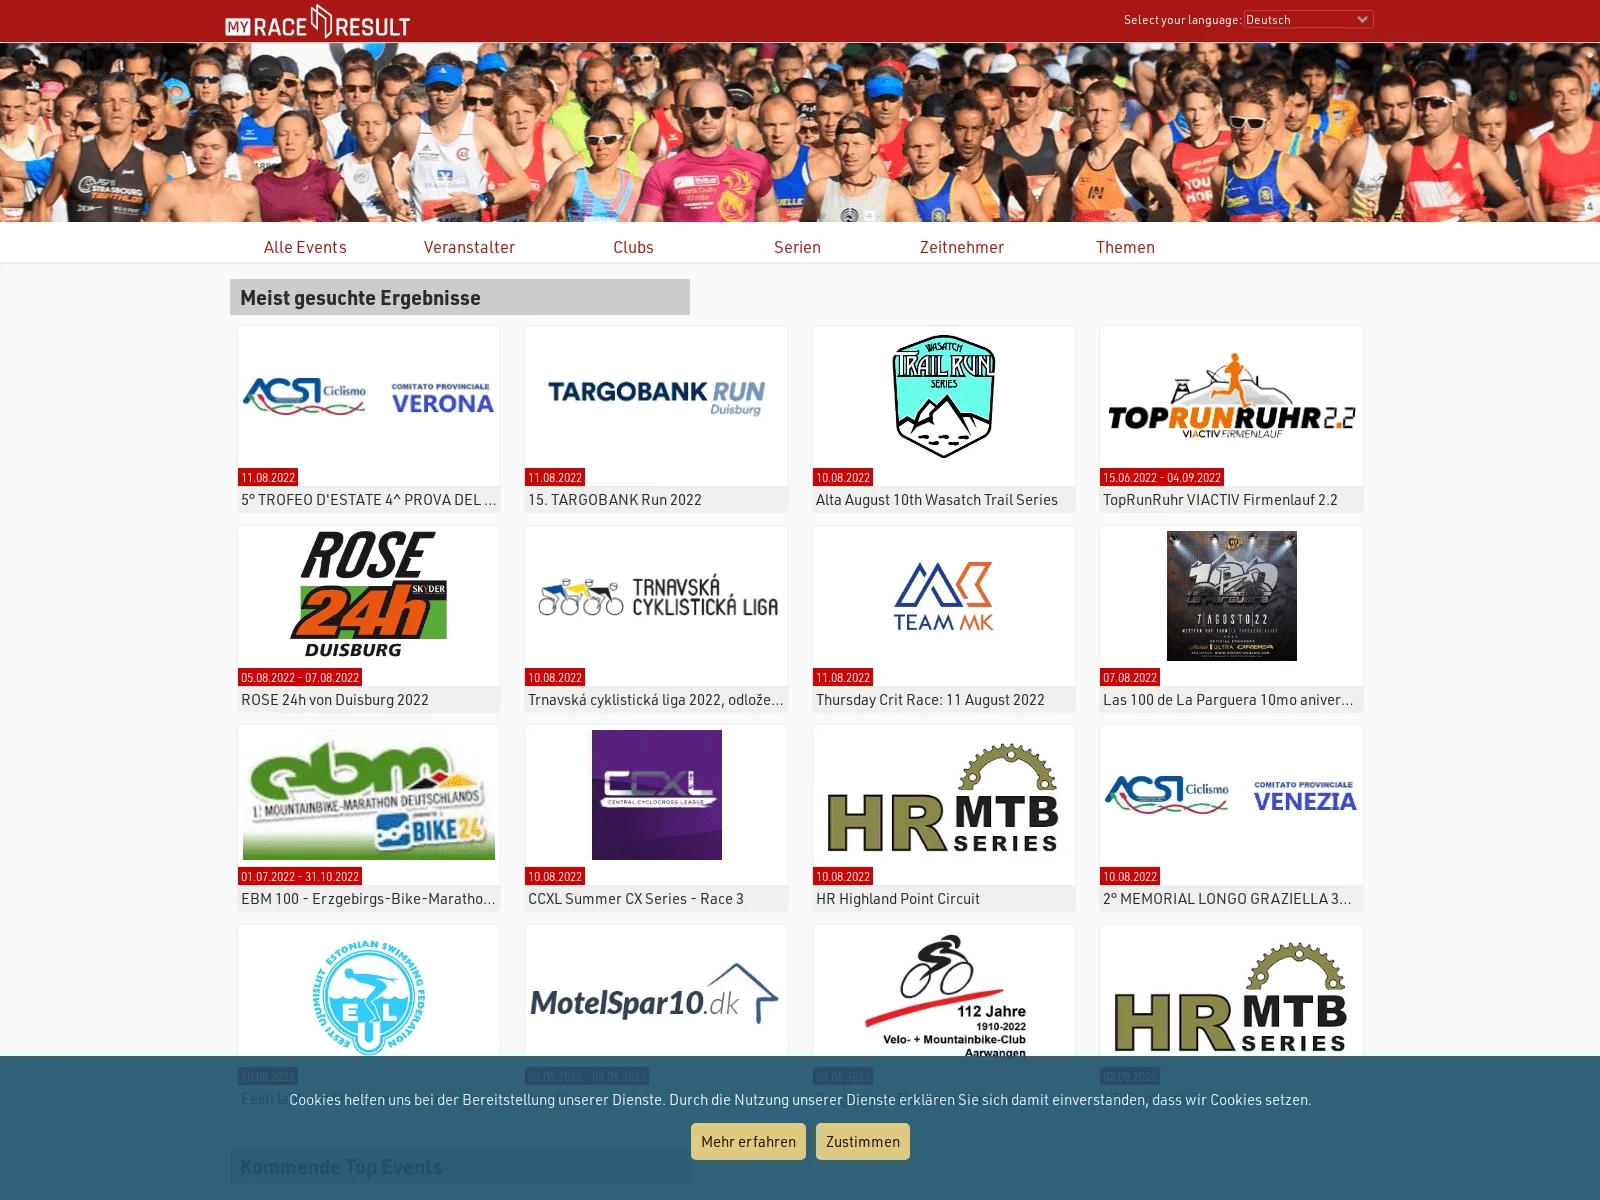 MY RACE RESULT
Select your language: Deutsch
Alle Events
Veranstalter
Clubs
Serien
Zeitnehmer
Themen
Meist gesuchte Ergebnisse
ACSI Ciclismo
COMITATO PROVINCIALE
VERONA
11.08.2022
5° TROFEO D'ESTATE 4^ PROVA DEL ...
TARGOBANK RUN
Duisburg
11.08.2022
15. TARGOBANK Run 2022
WASATCH
TRAIL RUN
SERIES
10.08.2022
Alta August 10th Wasatch Trail Series
TOPRUNRUHR 2.2
VIACTIV FIRMENLAUF
15.06.2022 - 04.09.2022
TopRunRuhr VIACTIV Firmenlauf 2.2
ROSE
24h
SKYDER
DUISBURG
05.08.2022 - 07.08.2022
ROSE 24h von Duisburg 2022
TRNAVSKÁ
CYKLISTICKÁ LIGA
10.08.2022
Trnavská cyklistická liga 2022, odlože...
TEAM MK
11.08.2022
Thursday Crit Race: 11 August 2022
100
7|AGOSTO|22
ORBEA
07.08.2022
Las 100 de La Parguera 10mo aniver...
ebm
1. MOUNTAINBIKE-MARATHON DEUTSCHLANDS
BIKE24
01.07.2022 - 31.10.2022
EBM 100 - Erzgebirgs-Bike-Maratho...
CCXL
CENTRAL CYCLOCROSS LEAGUE
10.08.2022
CCXL Summer CX Series - Race 3
HR MTB
SERIES
10.08.2022
HR Highland Point Circuit
ACSI Ciclismo
COMITATO PROVINCIALE
VENEZIA
10.08.2022
2° MEMORIAL LONGO GRAZIELLA 3...
EESTI UJUMISLIIT ESTONIAN SWIMMING FEDERATION
EUL
10.08.2022
MotelSpar10.dk
03.05.2022 - 09.09.2022
112 Jahre
1910-2022
Velo- + Mountainbike-Club
Aarwangen
09.06.2022
HR MTB
SERIES
02.08.2022
Cookies helfen uns bei der Bereitstellung unserer Dienste. Durch die Nutzung unserer Dienste erklären Sie sich damit einverstanden, dass wir Cookies setzen.
Mehr erfahren
Zustimmen
Kommende Top Events